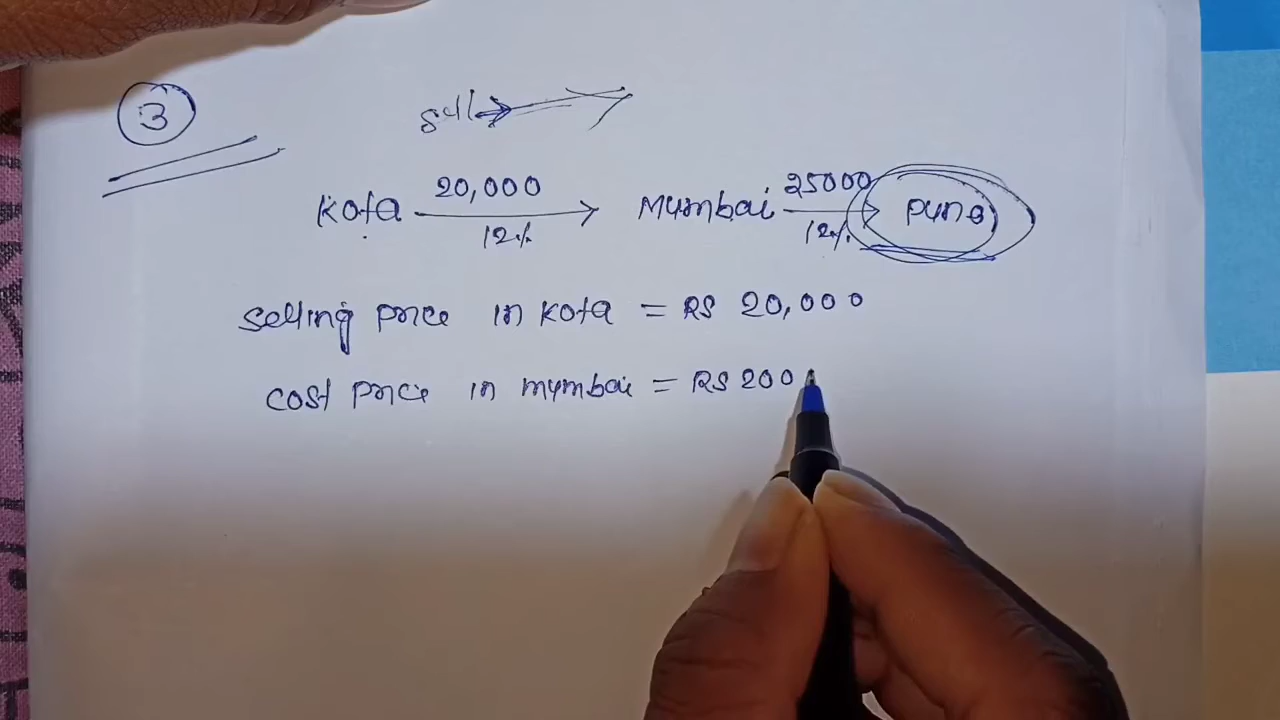 3
sell
20,000 25000
Kota Mumbai Pune
12% 12%
Selling price in Kota = RS 20,000
cost price in mumbai = RS 200